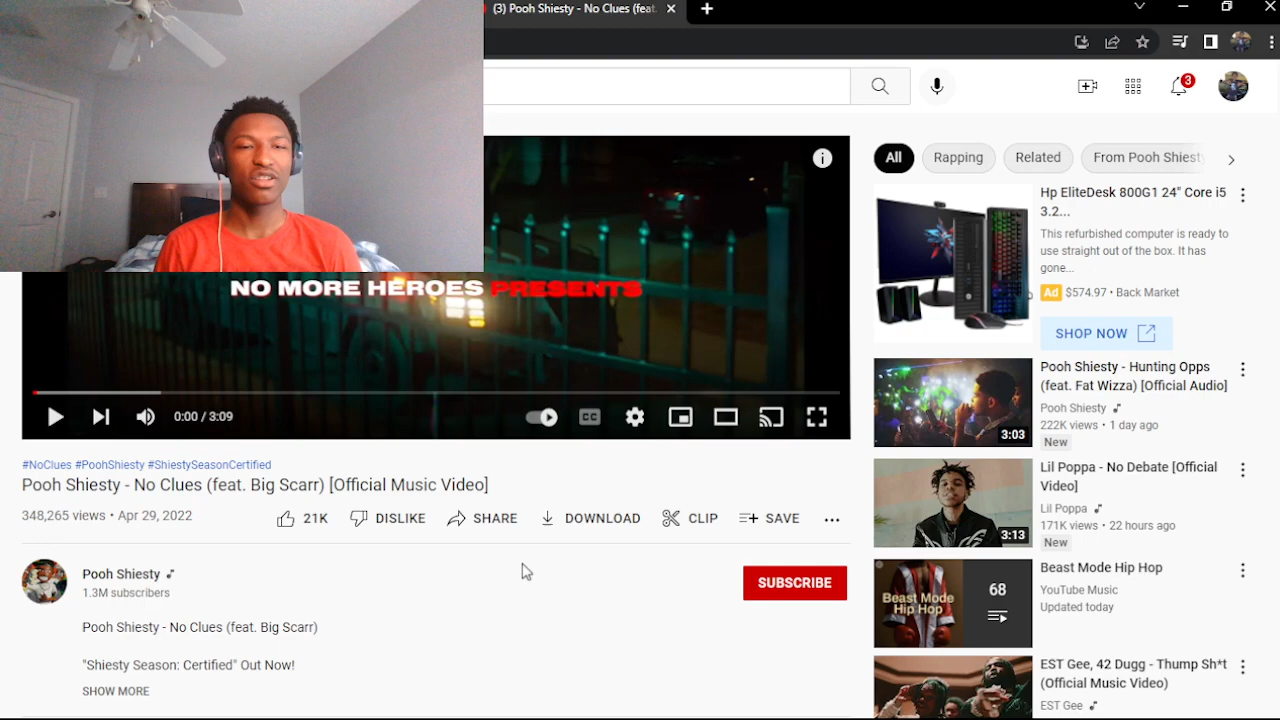 (3) Pooh Shiesty - No Clues (feat.
3
NO MORE HEROES PRESENTS
0:00 / 3:09
CC
#NoClues #PoohShiesty #ShiestySeasonCertified
Pooh Shiesty - No Clues (feat. Big Scarr) [Official Music Video]
348,265 views • Apr 29, 2022
21K
DISLIKE
SHARE
DOWNLOAD
CLIP
SAVE
Pooh Shiesty
1.3M subscribers
SUBSCRIBE
Pooh Shiesty - No Clues (feat. Big Scarr)
"Shiesty Season: Certified" Out Now!
SHOW MORE
All
Rapping
Related
From Pooh Shiesty
Hp EliteDesk 800G1 24" Core i5
3.2...
This refurbished computer is ready to
use straight out of the box. It has
gone...
Ad $574.97 • Back Market
SHOP NOW
3:03
Pooh Shiesty - Hunting Opps
(feat. Fat Wizza) [Official Audio]
Pooh Shiesty
222K views • 1 day ago
New
3:13
Lil Poppa - No Debate [Official
Video]
Lil Poppa
171K views • 22 hours ago
New
Beast Mode
Hip Hop
68
Beast Mode Hip Hop
YouTube Music
Updated today
EST Gee, 42 Dugg - Thump Sh*t
(Official Music Video)
EST Gee